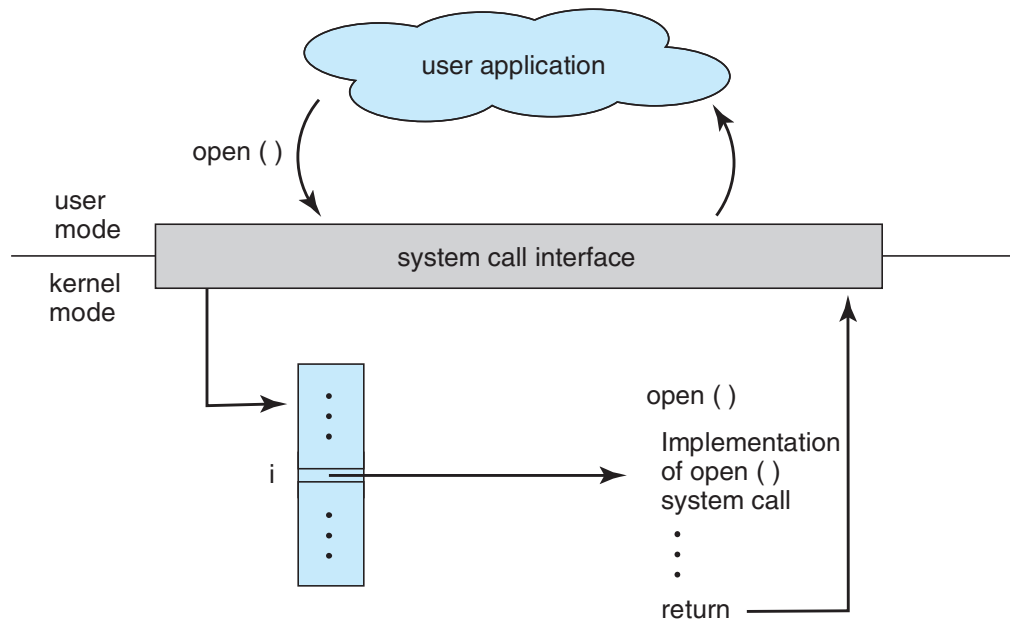 user application
open ( )
user
mode
system call interface
kernel
mode
open ( )
i
Implementation
of open ( )
system call
return